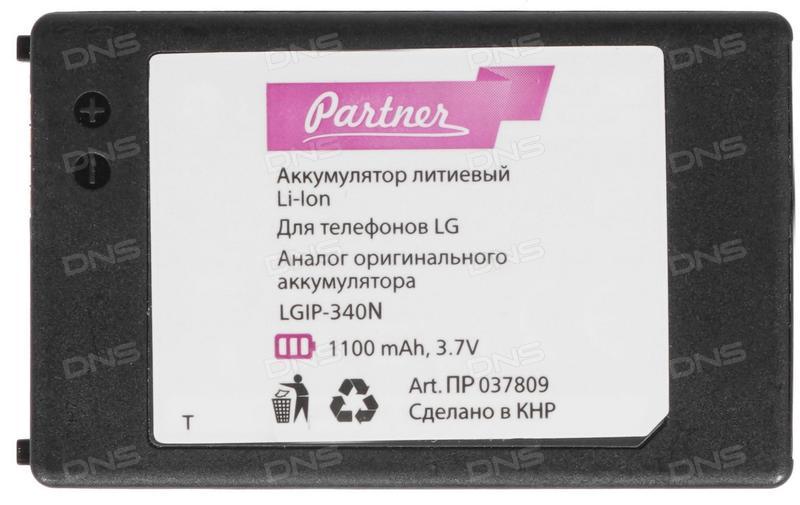 Partner
Аккумулятор литиевый
Li-Ion
Для телефонов LG
Аналог оригинального
аккумулятора
LGIP-340N
1100 mAh, 3.7V
Art. ПР 037809
Сделано в КНР
T
+
-
DNS